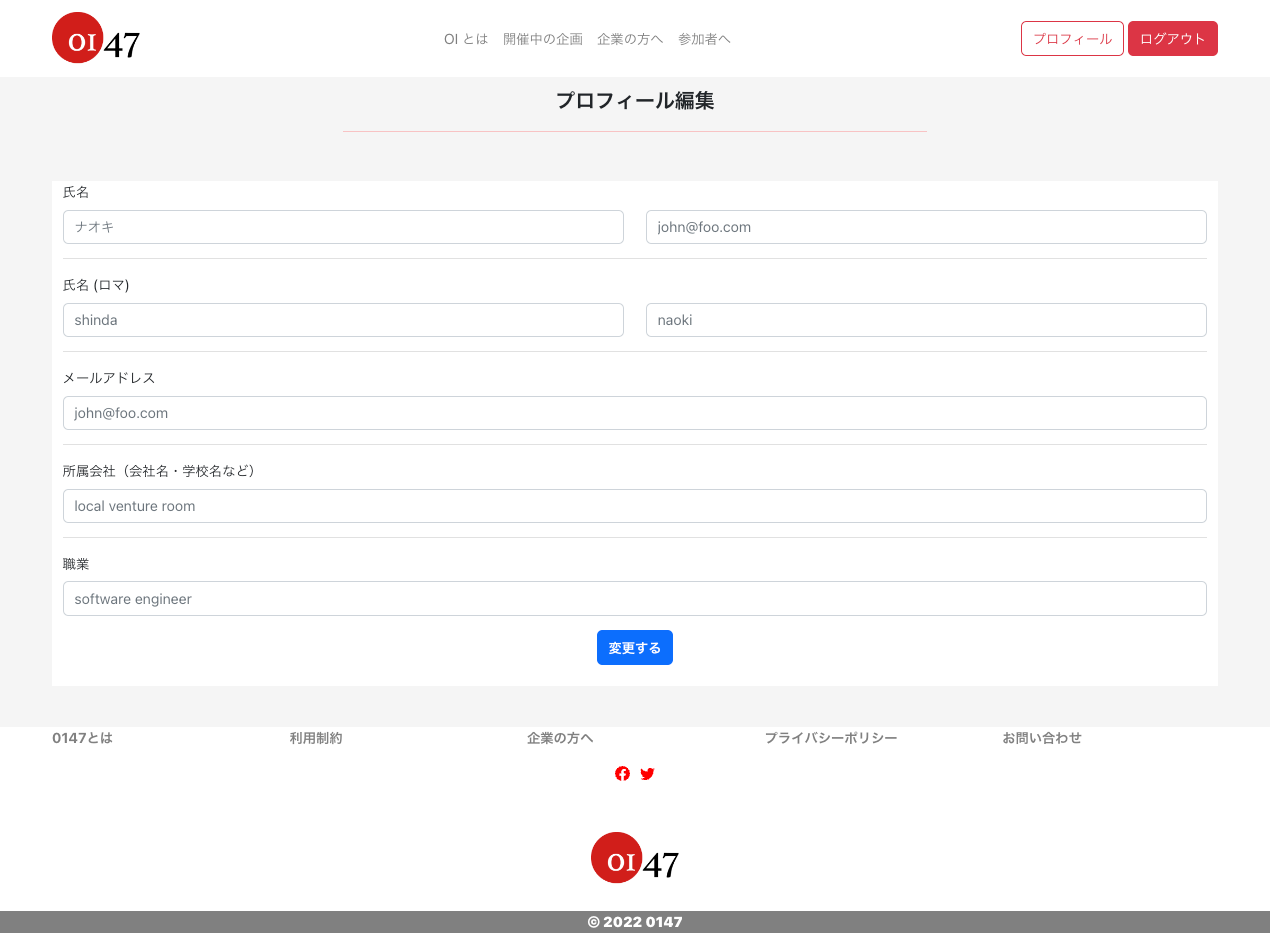 OI 47
OI とは 開催中の企画 企業の方へ 参加者へ
プロフィール ログアウト
プロフィール編集
氏名
ナオキ john@foo.com
氏名 (ロマ)
shinda naoki
メールアドレス
john@foo.com
所属会社（会社名・学校名など）
local venture room
職業
software engineer
変更する
0147とは 利用制約 企業の方へ プライバシーポリシー お問い合わせ
OI 47
© 2022 0147